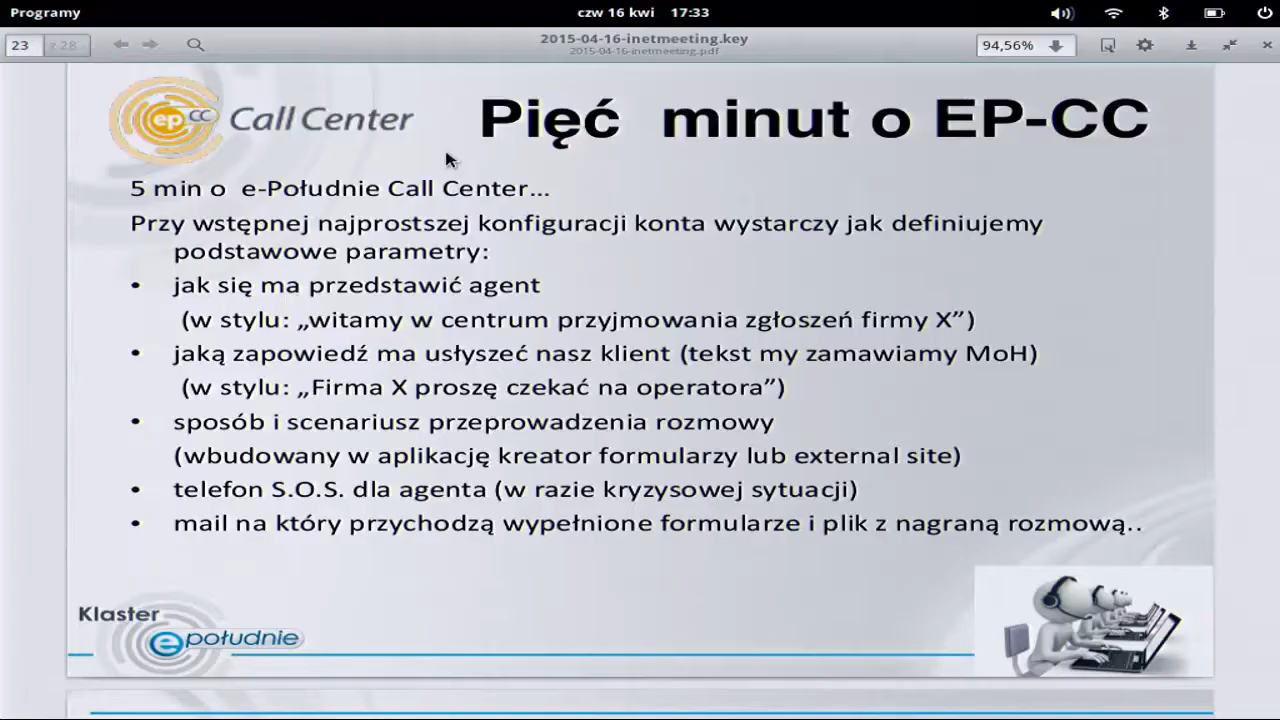 Programy
czw 16 kwi 17:33
23 z 28
2015-04-16-inetmeeting.key
2015-04-16-inetmeeting.pdf
94,56%
ep CC Call Center
Pięć minut o EP-CC
5 min o e-Południe Call Center...
Przy wstępnej najprostszej konfiguracji konta wystarczy jak definiujemy
podstawowe parametry:
• jak się ma przedstawić agent
(w stylu: „witamy w centrum przyjmowania zgłoszeń firmy X”)
• jaką zapowiedź ma usłyszeć nasz klient (tekst my zamawiamy MoH)
(w stylu: „Firma X proszę czekać na operatora”)
• sposób i scenariusz przeprowadzenia rozmowy
(wbudowany w aplikację kreator formularzy lub external site)
• telefon S.O.S. dla agenta (w razie kryzysowej sytuacji)
• mail na który przychodzą wypełnione formularze i plik z nagraną rozmową..
Klaster
e południe